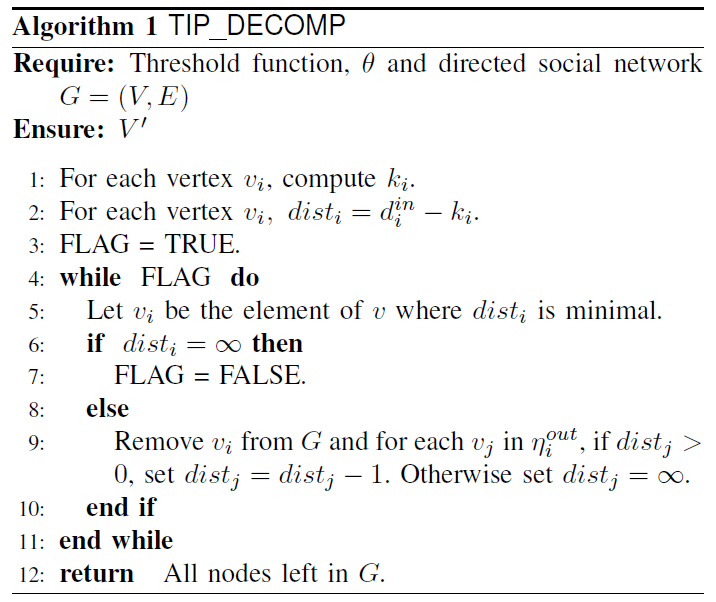 Algorithm 1 TIP_DECOMP
Require: Threshold function, θ and directed social network
G = (V, E)
Ensure: V′
1: For each vertex v_i, compute k_i.
2: For each vertex v_i, dist_i = d_i^{in} − k_i.
3: FLAG = TRUE.
4: while FLAG do
5: Let v_i be the element of v where dist_i is minimal.
6: if dist_i = ∞ then
7: FLAG = FALSE.
8: else
9: Remove v_i from G and for each v_j in η_i^{out}, if dist_j >
0, set dist_j = dist_j − 1. Otherwise set dist_j = ∞.
10: end if
11: end while
12: return All nodes left in G.